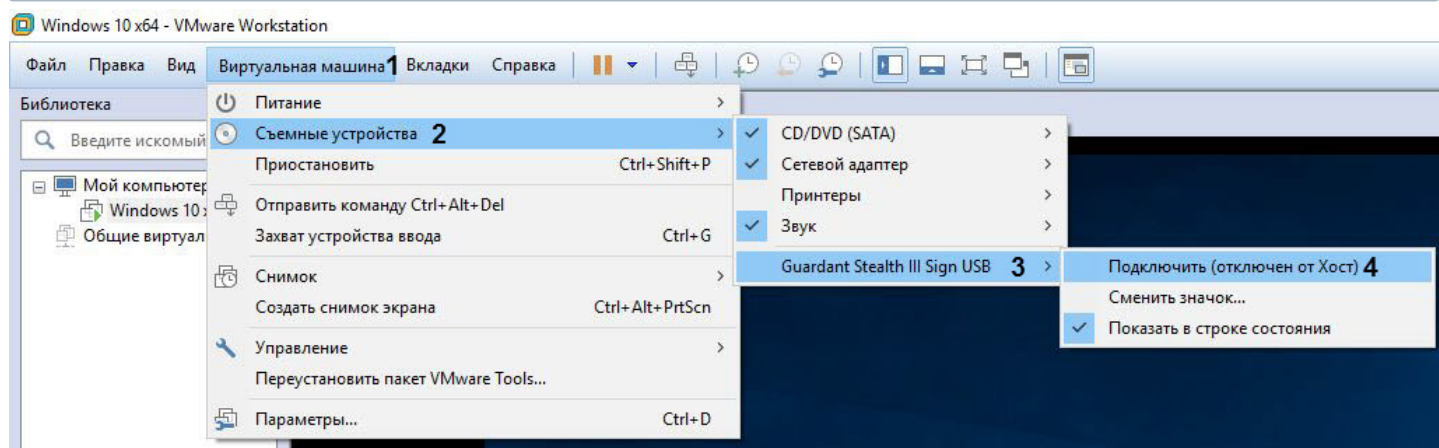 Windows 10 x64 - VMware Workstation
Файл Правка Вид Виртуальная машина 1 Вкладки Справка
Библиотека
Введите искомый
Мой компьютер
Windows 10
Общие виртуал
Питание
Съемные устройства 2
Приостановить Ctrl+Shift+P
Отправить команду Ctrl+Alt+Del
Захват устройства ввода Ctrl+G
Снимок
Создать снимок экрана Ctrl+Alt+PrtScn
Управление
Переустановить пакет VMware Tools...
Параметры... Ctrl+D
CD/DVD (SATA)
Сетевой адаптер
Принтеры
Звук
Guardant Stealth III Sign USB 3
Подключить (отключен от Хост) 4
Сменить значок...
Показать в строке состояния